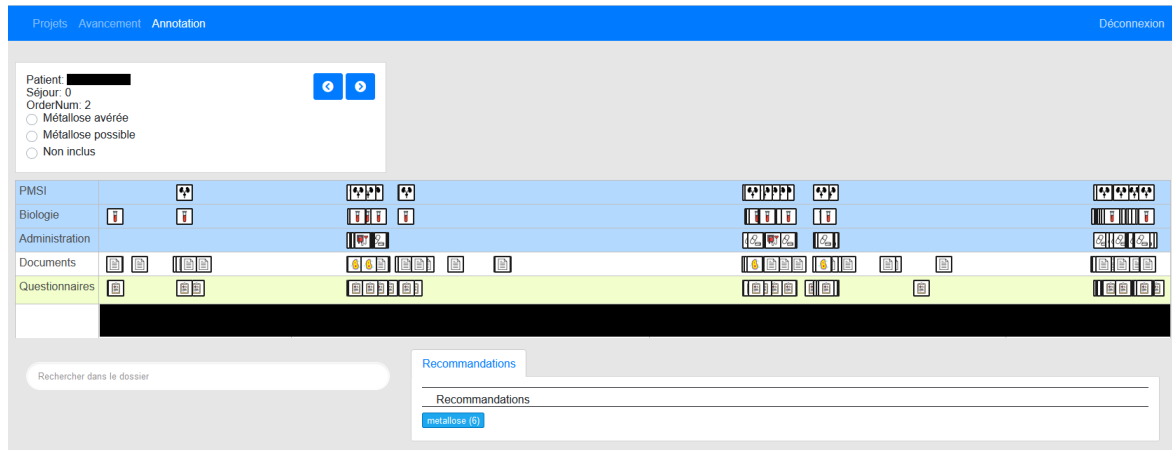 Projets Avancement Annotation Déconnexion
Patient:
Séjour: 0
OrderNum: 2
Métallose avérée
Métallose possible
Non inclus
PMSI
Biologie
Administration
Documents
Questionnaires
Rechercher dans le dossier
Recommandations
Recommandations
metallose (6)